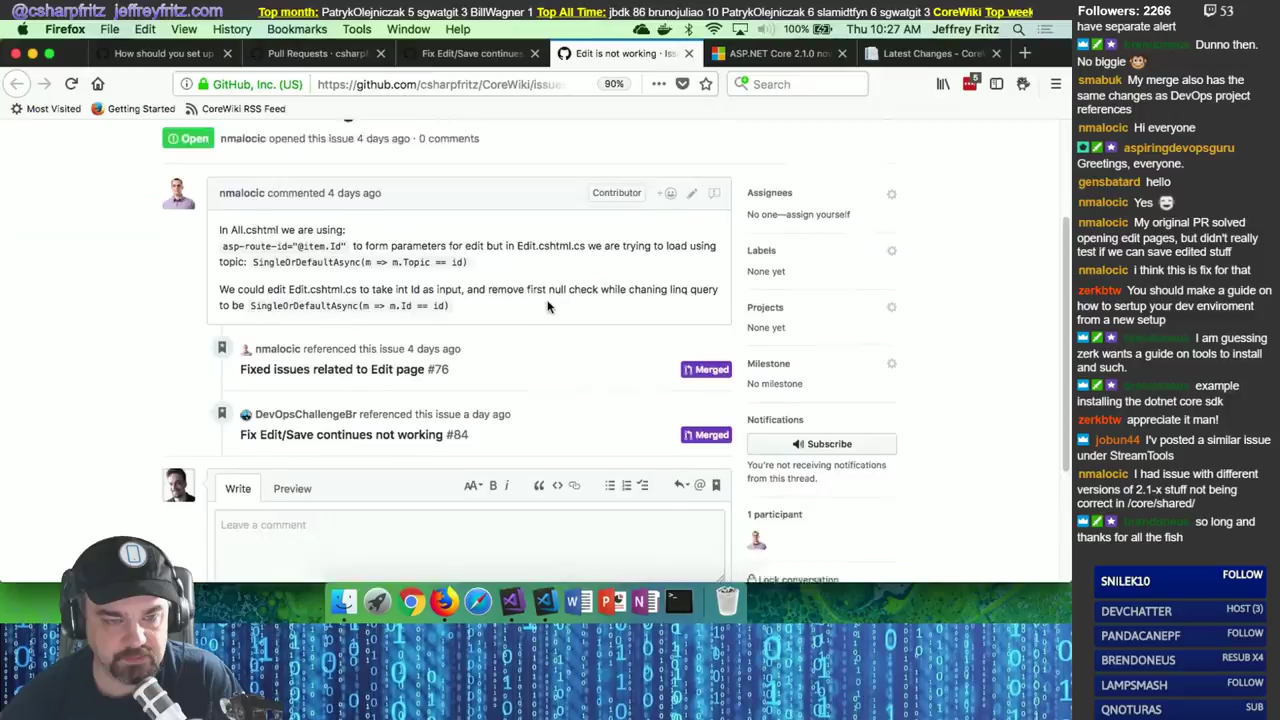 @csharpfritz jeffreyfritz.com
Top month: PatrykOlejniczak 5 sgwatgit 3 BillWagner 1 Top All Time: jbdk 86 brunojuliao 10 PatrykOlejniczak 6 slamdtfyn 6 sgwatgit 3 CoreWiki Top week
Followers: 2266 53
Firefox File Edit View History Bookmarks Tools Window Help
100% Thu 10:27 AM Jeffrey Fritz
How should you set up
Pull Requests · csharpf
Fix Edit/Save continues
Edit is not working · Iss
ASP.NET Core 2.1.0 nov
Latest Changes - CoreW
GitHub, Inc. (US) https://github.com/csharpfritz/CoreWiki/issue 90% Search
5
Most Visited Getting Started CoreWiki RSS Feed
Open nmalocic opened this issue 4 days ago · 0 comments
nmalocic commented 4 days ago Contributor
In All.cshtml we are using:
asp-route-id="@item.Id" to form parameters for edit but in Edit.cshtml.cs we are trying to load using
topic: SingleOrDefaultAsync(m => m.Topic == id)
We could edit Edit.cshtml.cs to take int Id as input, and remove first null check while chaning linq query
to be SingleOrDefaultAsync(m => m.Id == id)
nmalocic referenced this issue 4 days ago
Fixed issues related to Edit page #76 Merged
DevOpsChallengeBr referenced this issue a day ago
Fix Edit/Save continues not working #84 Merged
Write Preview
AA B i
Leave a comment
Assignees
No one—assign yourself
Labels
None yet
Projects
None yet
Milestone
No milestone
Notifications
Subscribe
You're not receiving notifications
from this thread.
1 participant
Lock conversation
have separate alert
Dunno then.
No biggie
smabuk My merge also has the
same changes as DevOps project
references
nmalocic Hi everyone
aspiringdevopsguru
Greetings, everyone.
gensbatard hello
nmalocic Yes
nmalocic My original PR solved
opening edit pages, but didn't really
test if we can save edited stuff
nmalocic i think this is fix for that
zerkbtw You should make a guide on
how to sertup your dev enviroment
from a new setup
I am guessing
zerk wants a guide on tools to install
and such.
example
installing the dotnet core sdk
zerkbtw appreciate it man!
jobun44 I'v posted a similar issue
under StreamTools
nmalocic I had issue with different
versions of 2.1-x stuff not being
correct in /core/shared/
brendoneus so long and
thanks for all the fish
SNILEK10 FOLLOW
DEVCHATTER HOST (3)
PANDACANEPF FOLLOW
BRENDONEUS RESUB X4
LAMPSMASH FOLLOW
QNOTURAS SUB